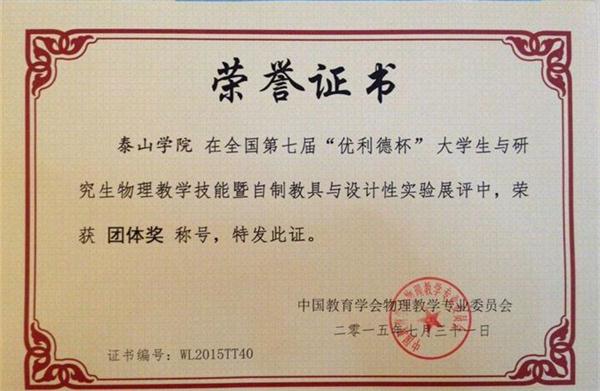 荣誉证书
泰山学院 在全国第七届“优利德杯”大学生与研
究生物理教学技能暨自制教具与设计性实验展评中，荣
获 团体奖 称号，特发此证。
中国教育学会物理教学专业委员会
二〇一五年七月三十一日
证书编号：WL2015TT40